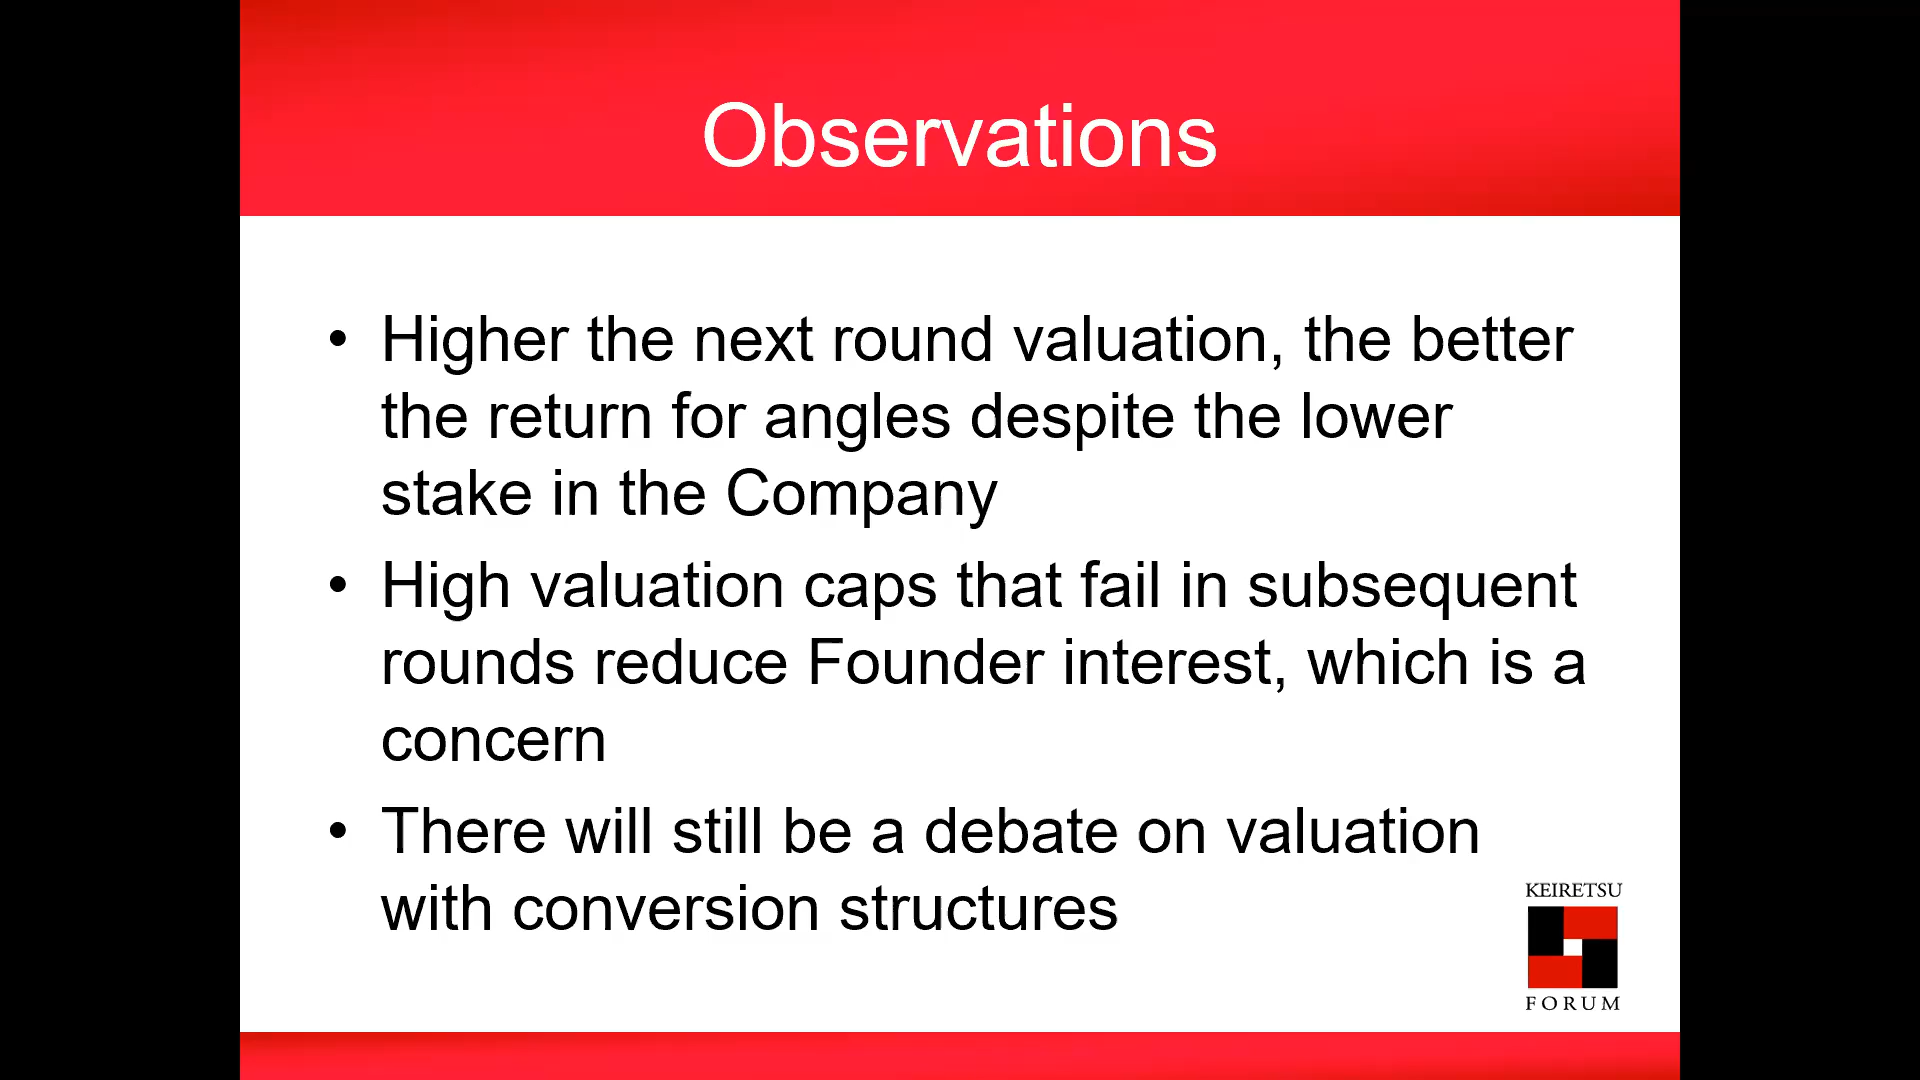 Observations
• Higher the next round valuation, the better
the return for angles despite the lower
stake in the Company
• High valuation caps that fail in subsequent
rounds reduce Founder interest, which is a
concern
• There will still be a debate on valuation
with conversion structures
KEIRETSU
FORUM